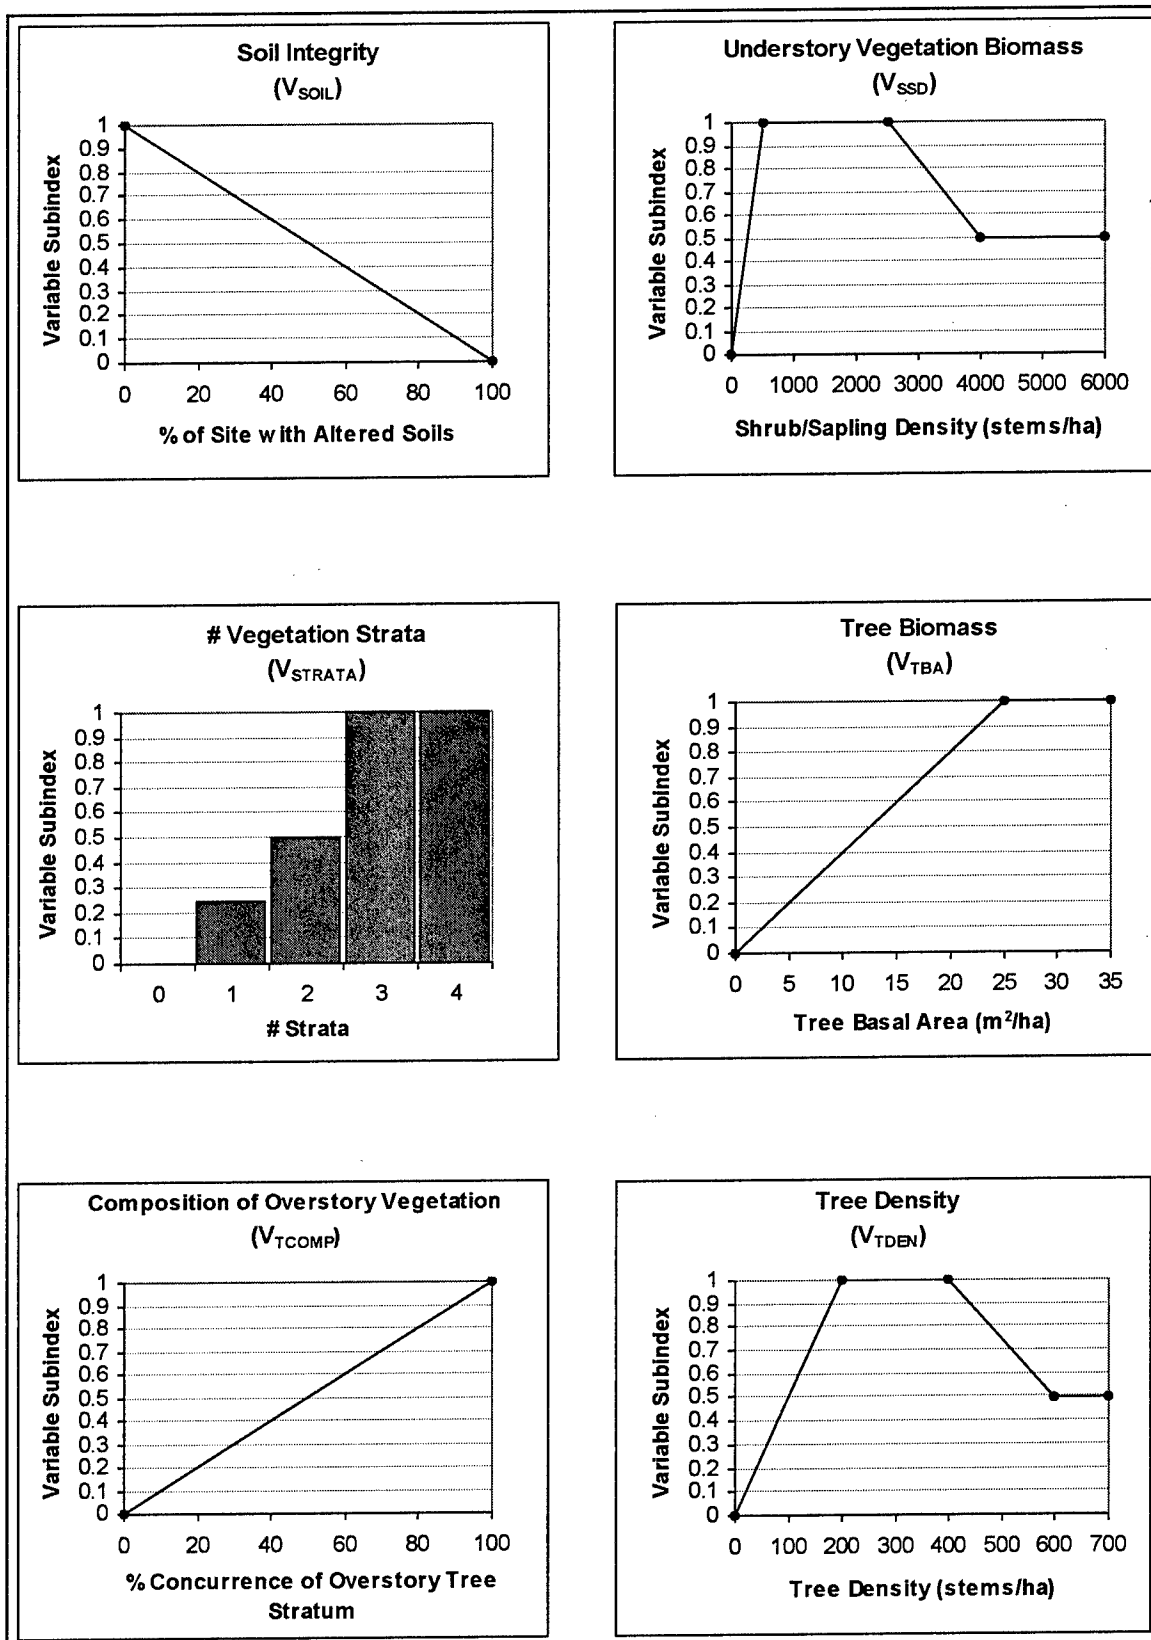 Soil Integrity
(V_SOIL)
1
0.9
0.8
0.7
0.6
0.5
0.4
0.3
0.2
0.1
0
Variable Subindex
0 20 40 60 80 100
% of Site with Altered Soils
Understory Vegetation Biomass
(V_SSD)
1
0.9
0.8
0.7
0.6
0.5
0.4
0.3
0.2
0.1
0
Variable Subindex
0 1000 2000 3000 4000 5000 6000
Shrub/Sapling Density (stems/ha)
# Vegetation Strata
(V_STRATA)
1
0.9
0.8
0.7
0.6
0.5
0.4
0.3
0.2
0.1
0
Variable Subindex
0 1 2 3 4
# Strata
Tree Biomass
(V_TBA)
1
0.9
0.8
0.7
0.6
0.5
0.4
0.3
0.2
0.1
0
Variable Subindex
0 5 10 15 20 25 30 35
Tree Basal Area (m²/ha)
Composition of Overstory Vegetation
(V_TCOMP)
1
0.9
0.8
0.7
0.6
0.5
0.4
0.3
0.2
0.1
0
Variable Subindex
0 20 40 60 80 100
% Concurrence of Overstory Tree
Stratum
Tree Density
(V_TDEN)
1
0.9
0.8
0.7
0.6
0.5
0.4
0.3
0.2
0.1
0
Variable Subindex
0 100 200 300 400 500 600 700
Tree Density (stems/ha)